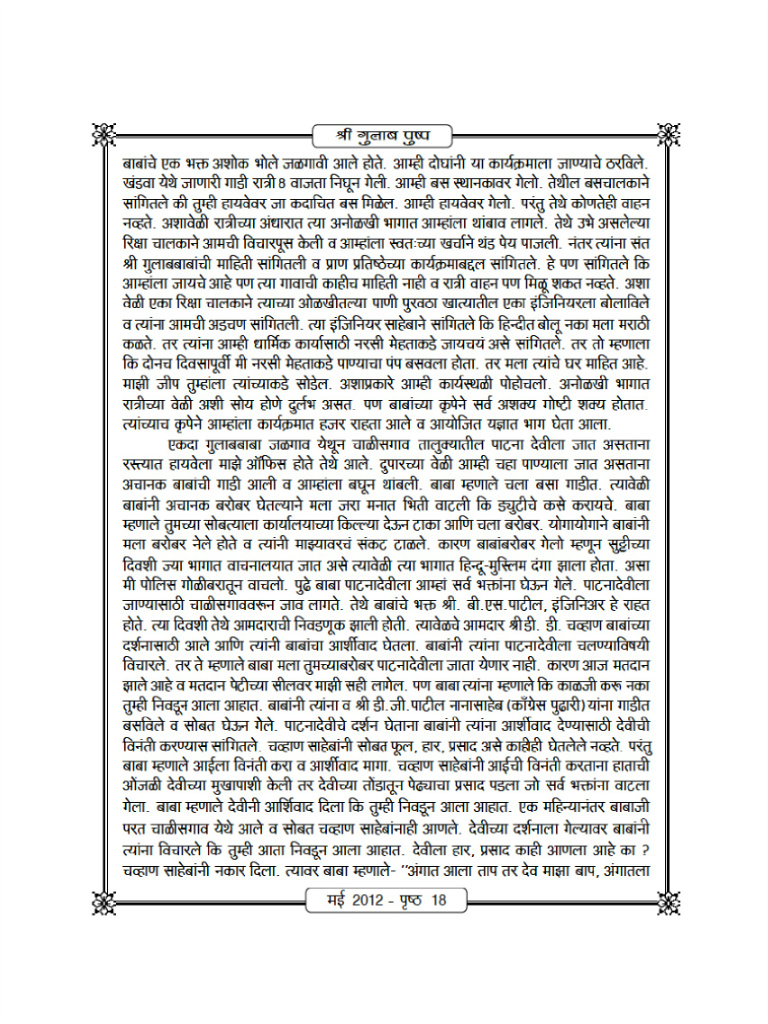 श्री गुलाब पुष्प
बाबांचे एक भक्त अशोक भोले जळगावी आले होते. आम्ही दोघांनी या कार्यक्रमाला जाण्याचे ठरविले.
खंडवा येथे जाणारी गाडी रात्री 8 वाजता निघून गेली. आम्ही बस स्थानकावर गेलो. तेथील बसचालकाने
सांगितले की तुम्ही हायवेवर जा कदाचित बस मिळेल. आम्ही हायवेवर गेलो. परंतु तेथे कोणतेही वाहन
नव्हते. अशावेळी रात्रीच्या अंधारात त्या अनोळखी भागात आम्हांला थांबाव लागले. तेथे उभे असलेल्या
रिक्षा चालकाने आमची विचारपूस केली व आम्हांला स्वतःच्या खर्चाने थंड पेय पाजली. नंतर त्यांना संत
श्री गुलाबबाबांची माहिती सांगितली व प्राण प्रतिष्ठेच्या कार्यक्रमाबद्दल सांगितले. हे पण सांगितले कि
आम्हांला जायचे आहे पण त्या गावाची काहीच माहिती नाही व रात्री वाहन पण मिळू शकत नव्हते. अशा
वेळी एका रिक्षा चालकाने त्याच्या ओळखीतल्या पाणी पुरवठा खात्यातील एका इंजिनियरला बोलाविले
व त्यांना आमची अडचण सांगितली. त्या इंजिनियर साहेबाने सांगितले कि हिन्दीत बोलू नका मला मराठी
कळते. तर त्यांना आम्ही धार्मिक कार्यासाठी नरसी मेहताकडे जायचयं असे सांगितले. तर तो म्हणाला
कि दोनच दिवसापूर्वी मी नरसी मेहताकडे पाण्याचा पंप बसवला होता. तर मला त्यांचे घर माहित आहे.
माझी जीप तुम्हांला त्यांच्याकडे सोडेल. अशाप्रकारे आम्ही कार्यस्थळी पोहोचलो. अनोळखी भागात
रात्रीच्या वेळी अशी सोय होणे दुर्लभ असत. पण बाबांच्या कृपेने सर्व अशक्य गोष्टी शक्य होतात.
त्यांच्याच कृपेने आम्हांला कार्यक्रमात हजर राहता आले व आयोजित यज्ञात भाग घेता आला.
एकदा गुलाबबाबा जळगाव येथून चाळीसगाव तालुक्यातील पाटना देवीला जात असताना
रस्त्यात हायवेला माझे ऑफिस होते तेथे आले. दुपारच्या वेळी आम्ही चहा पाण्याला जात असताना
अचानक बाबांची गाडी आली व आम्हांला बघून थांबली. बाबा म्हणाले चला बसा गाडीत. त्यावेळी
बाबांनी अचानक बरोबर घेतल्याने मला जरा मनात भिती वाटली कि ड्युटीचे कसे करायचे. बाबा
म्हणाले तुमच्या सोबत्याला कार्यालयाच्या किल्ल्या देऊन टाका आणि चला बरोबर. योगायोगाने बाबांनी
मला बरोबर नेले होते व त्यांनी माझ्यावरचं संकट टाळले. कारण बाबांबरोबर गेलो म्हणून सुट्टीच्या
दिवशी ज्या भागात वाचनालयात जात असे त्यावेळी त्या भागात हिन्दू-मुस्लिम दंगा झाला होता. असा
मी पोलिस गोळीबरातून वाचलो. पुढे बाबा पाटनादेवीला आम्हां सर्व भक्तांना घेऊन गेले. पाटनादेवीला
जाण्यासाठी चाळीसगाववरून जाव लागते. तेथे बाबांचे भक्त श्री. बी.एस.पाटील, इंजिनिअर हे राहत
होते. त्या दिवशी तेथे आमदाराची निवडणूक झाली होती. त्यावेळचे आमदार श्री.डी. डी. चव्हाण बाबांच्या
दर्शनासाठी आले आणि त्यांनी बाबांचा आर्शीवाद घेतला. बाबांनी त्यांना पाटनादेवीला चलण्याविषयी
विचारले. तर ते म्हणाले बाबा मला तुमच्याबरोबर पाटनादेवीला जाता येणार नाही. कारण आज मतदान
झाले आहे व मतदान पेटीच्या सीलवर माझी सही लागेल. पण बाबा त्यांना म्हणाले कि काळजी करू नका
तुम्ही निवडून आला आहात. बाबांनी त्यांना व श्री डी.जी.पाटील नानासाहेब (कॉंग्रेस पुढारी) यांना गाडीत
बसविले व सोबत घेऊन गेले. पाटनादेवीचे दर्शन घेताना बाबांनी त्यांना आर्शीवाद देण्यासाठी देवीची
विनंती करण्यास सांगितले. चव्हाण साहेबांनी सोबत फूल, हार, प्रसाद असे काहीही घेतलेले नव्हते. परंतु
बाबा म्हणाले आईला विनंती करा व आर्शीवाद मागा. चव्हाण साहेबांनी आईची विनंती करताना हाताची
ओंजळी देवीच्या मुखापाशी केली तर देवीच्या तोंडातून पेढ्याचा प्रसाद पडला जो सर्व भक्तांना वाटला
गेला. बाबा म्हणाले देवीनी आर्शिवाद दिला कि तुम्ही निवडून आला आहात. एक महिन्यानंतर बाबाजी
परत चाळीसगाव येथे आले व सोबत चव्हाण साहेबांनाही आणले. देवीच्या दर्शनाला गेल्यावर बाबांनी
त्यांना विचारले कि तुम्ही आता निवडून आला आहात. देवीला हार, प्रसाद काही आणला आहे का ?
चव्हाण साहेबांनी नकार दिला. त्यावर बाबा म्हणाले- "अंगात आला ताप तर देव माझा बाप, अंगातला
मई 2012 - पृष्ठ 18